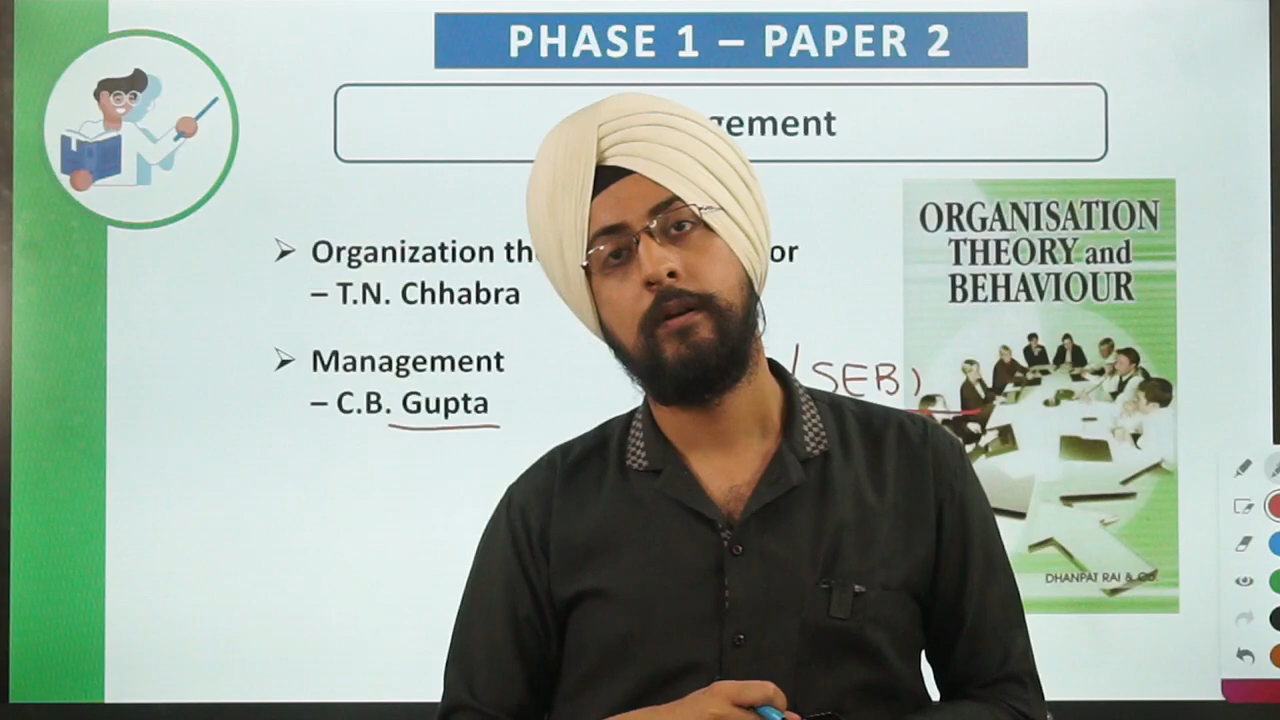 PHASE 1 – PAPER 2
gement
➢ Organization th or
– T.N. Chhabra
➢ Management
– C.B. Gupta
(SEB)
ORGANISATION
THEORY and
BEHAVIOUR
DHANPAT RAI & CO.